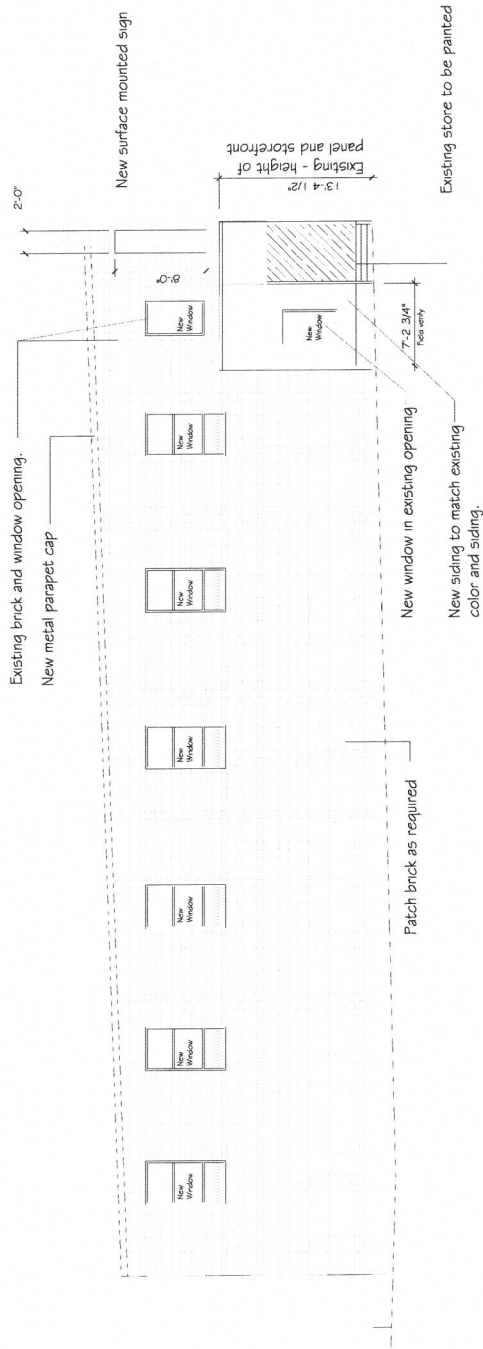 Existing brick and window opening.
New metal parapet cap
2'-0"
New surface mounted sign
8'-0"
13'-4 1/2"
Existing - height of
panel and storefront
New
Window
New
Window
New
Window
New
Window
New
Window
New
Window
New
Window
New
Window
7'-2 3/4"
Field verify
Existing store to be painted
New window in existing opening
New siding to match existing
color and siding.
Patch brick as required